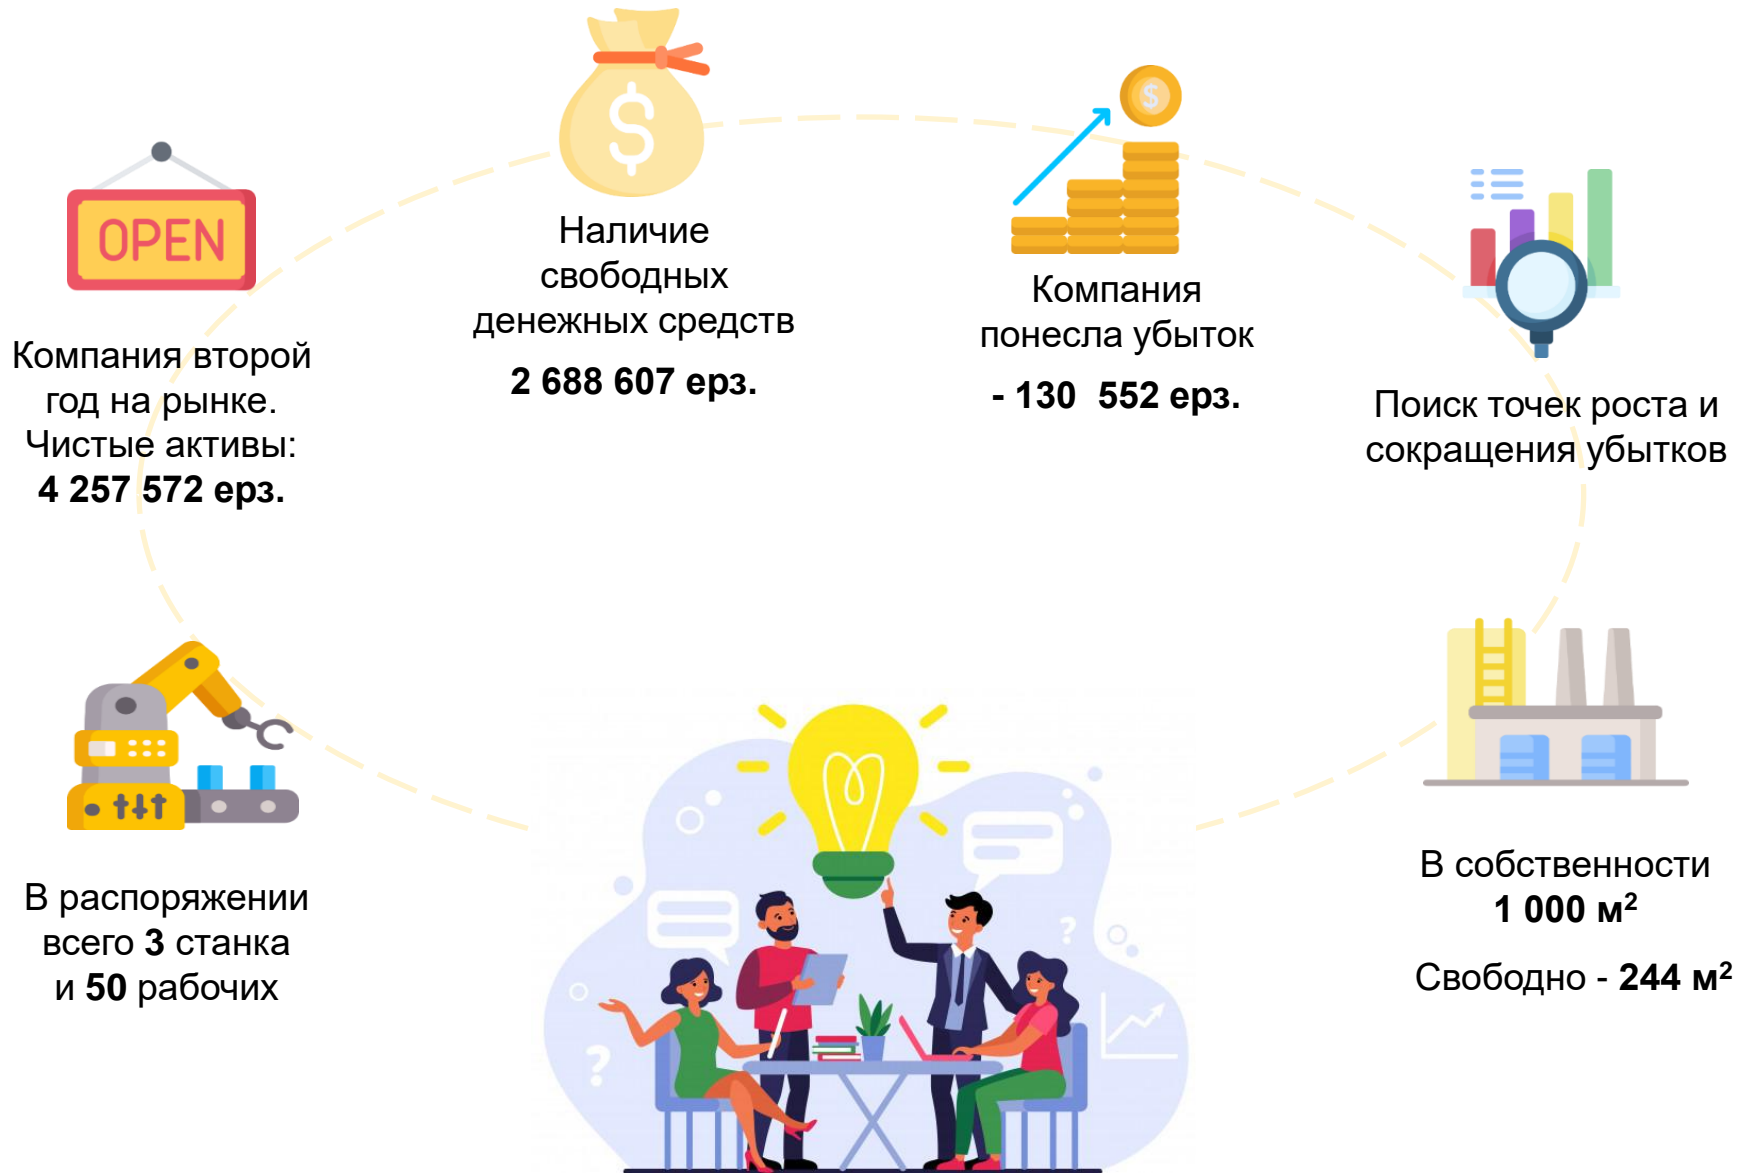 OPEN
Компания второй
год на рынке.
Чистые активы:
4 257 572 ерз.
$
Наличие
свободных
денежных средств
2 688 607 ерз.
$
Компания
понесла убыток
- 130  552 ерз.
Поиск точек роста и
сокращения убытков
В распоряжении
всего 3 станка
и 50 рабочих
?
?
В собственности
1 000 м²
Свободно - 244 м²